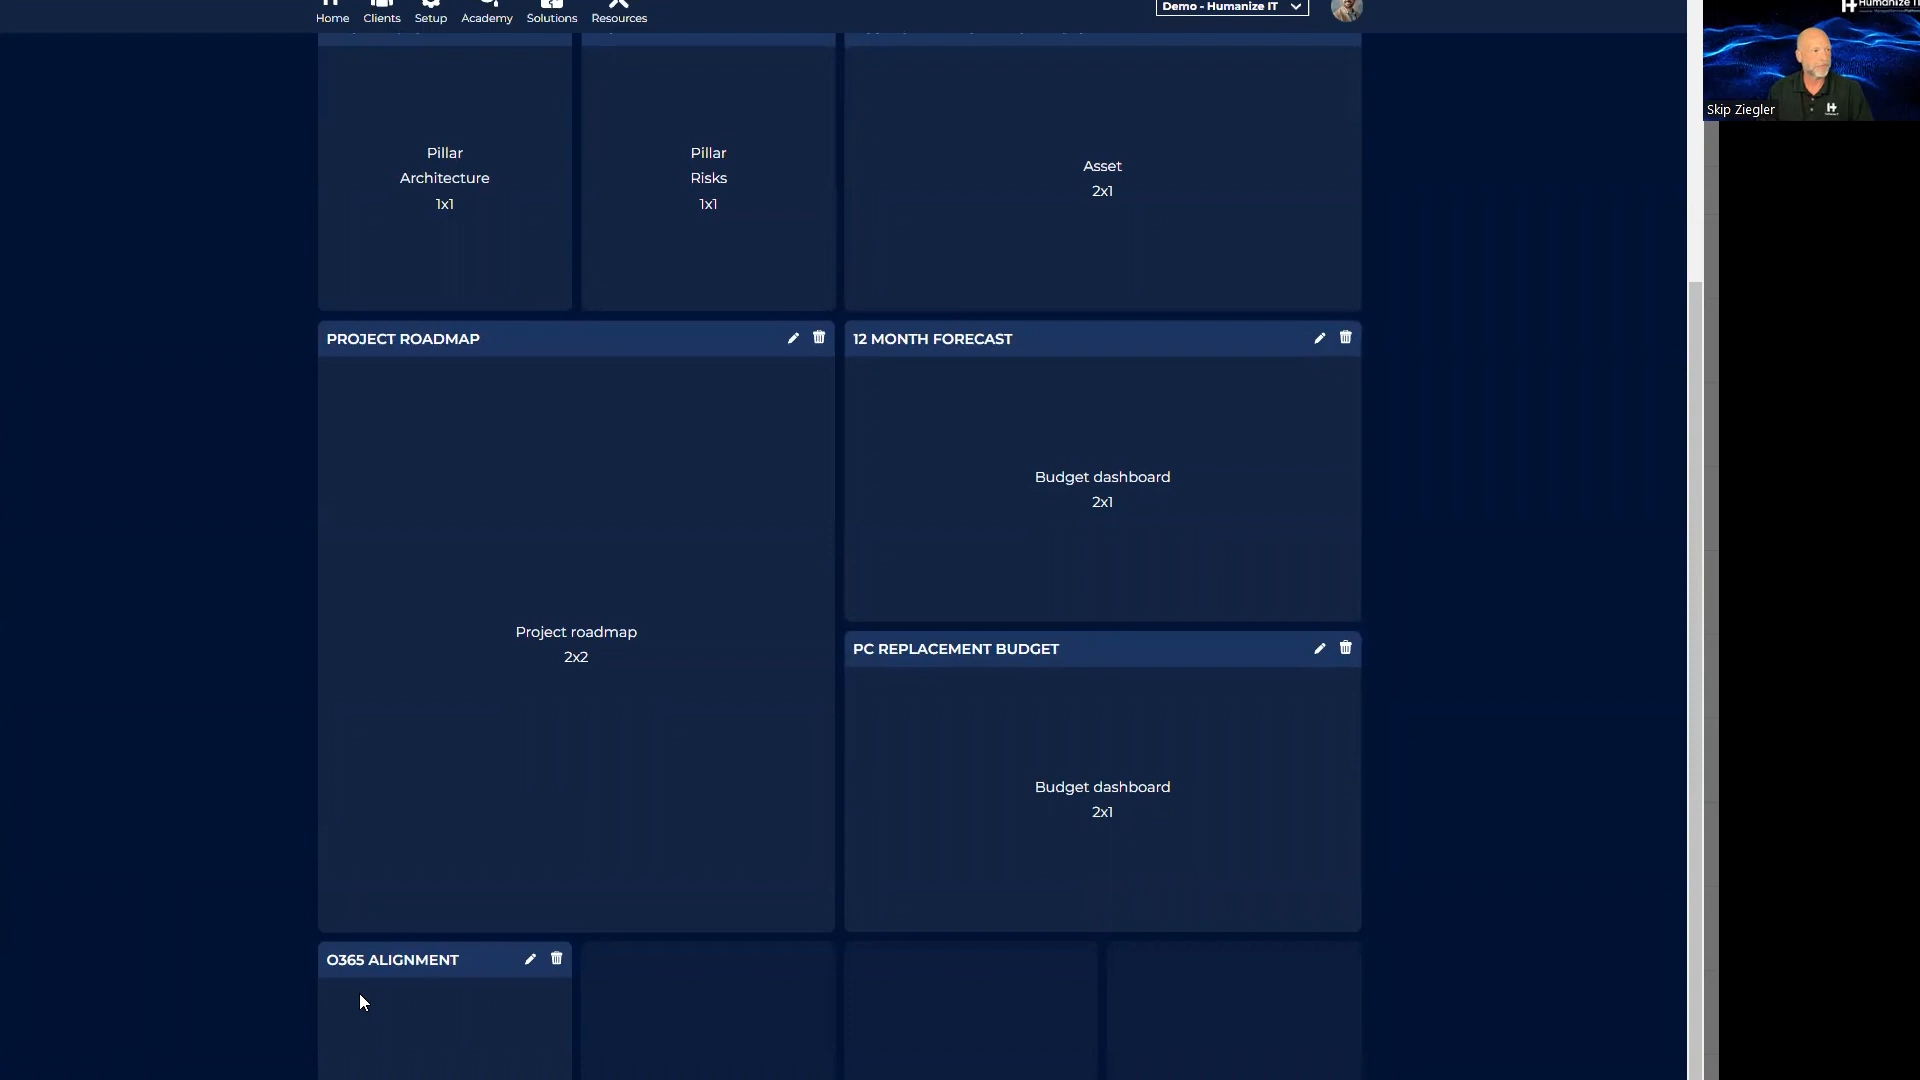 Home Clients Setup Academy Solutions Resources
Demo - Humanize IT
Humanize IT
Skip Ziegler
Pillar
Architecture
1x1
Pillar
Risks
1x1
Asset
2x1
PROJECT ROADMAP
12 MONTH FORECAST
Budget dashboard
2x1
Project roadmap
2x2
PC REPLACEMENT BUDGET
Budget dashboard
2x1
O365 ALIGNMENT